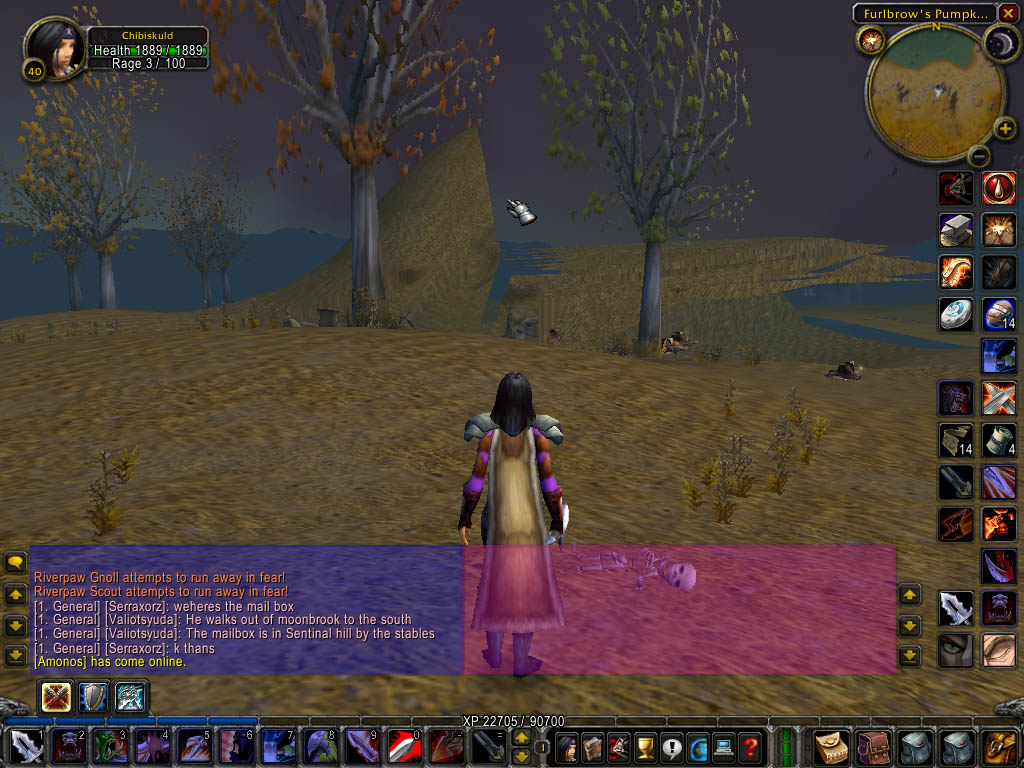 Chibiskuld
Health 1889 / 1889
Rage 3 / 100
40
Furlbrow's Pumpk...
N
14
14
4
Riverpaw Gnoll attempts to run away in fear!
Riverpaw Scout attempts to run away in fear!
[1. General] [Serraxorz]: weheres the mail box
[1. General] [Valiotsyuda]: He walks out of moonbrook to the south
[1. General] [Valiotsyuda]: The mailbox is in Sentinal hill by the stables
[1. General] [Serraxorz]: k thans
[Amonos] has come online.
XP 22705 / 90700
1 2 3 4 5 6 7 8 9 0 - =
1